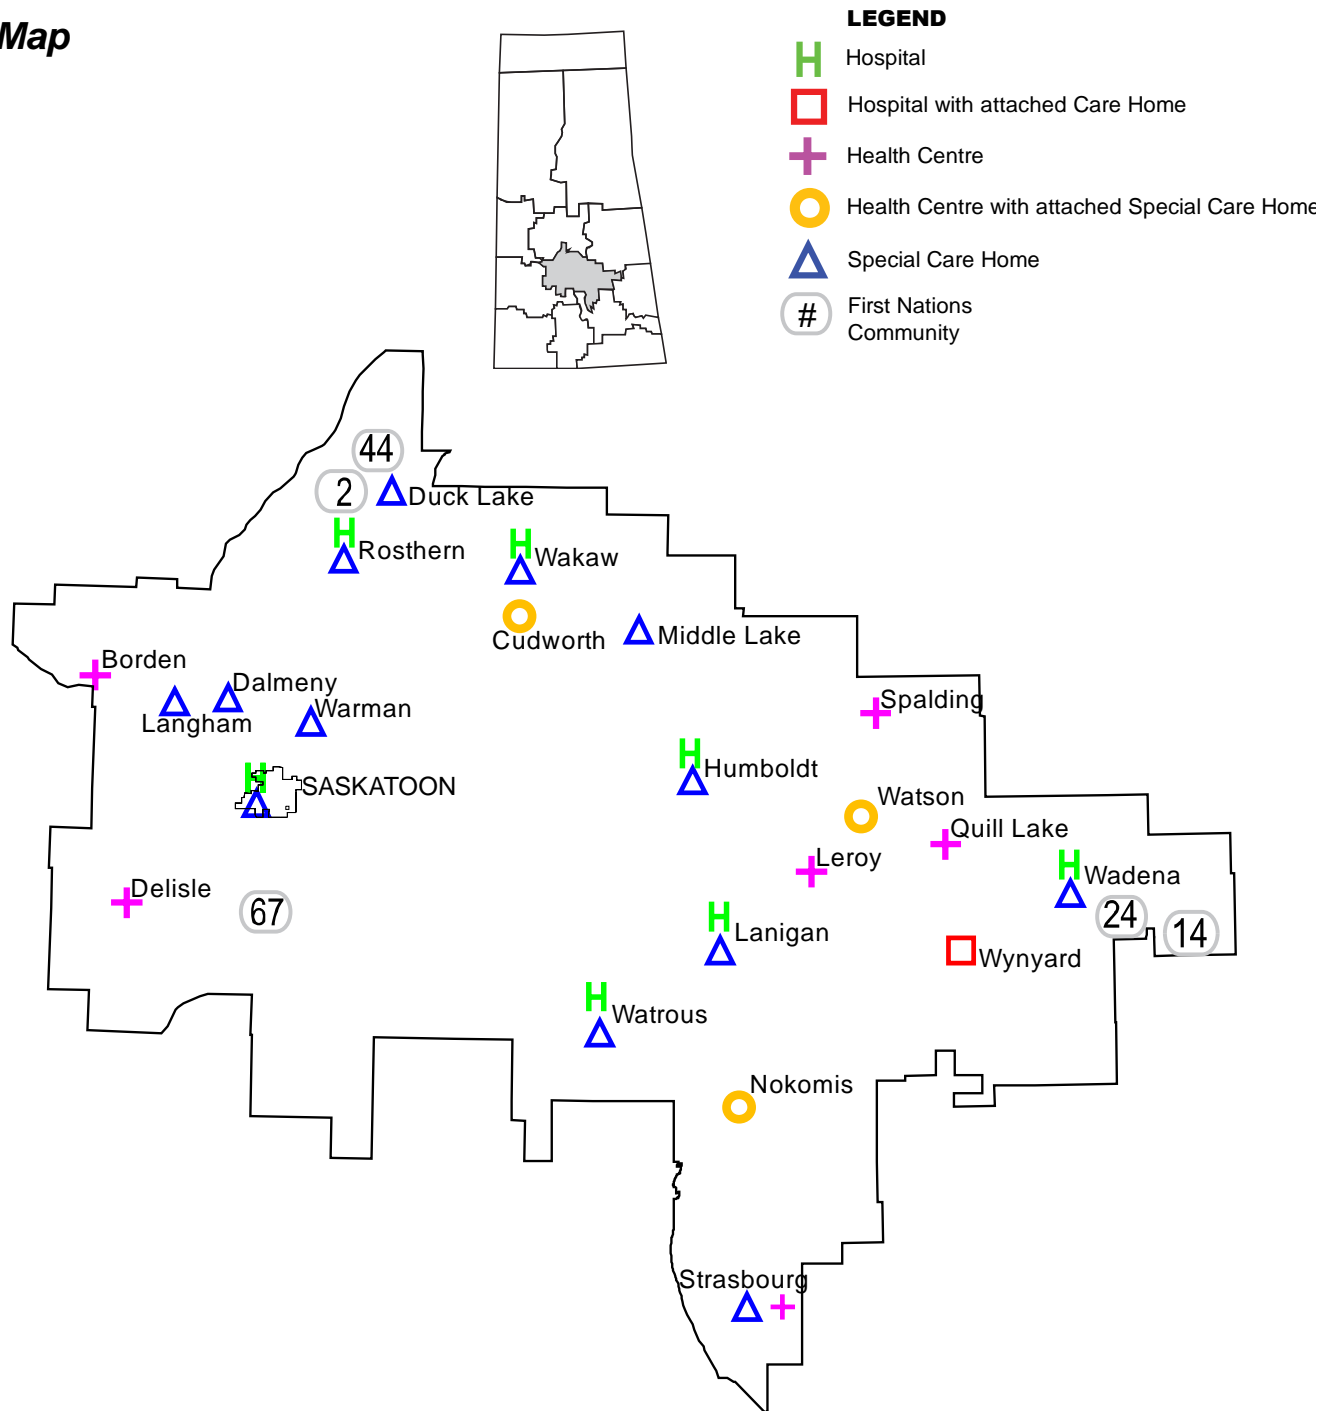 Map
LEGEND
H Hospital
Hospital with attached Care Home
Health Centre
Health Centre with attached Special Care Home
Special Care Home
# First Nations
Community
44
2
Duck Lake
H
Rosthern
H
Wakaw
Cudworth
Middle Lake
Borden
Dalmeny
Langham
Warman
Spalding
H
Humboldt
H
SASKATOON
Watson
Quill Lake
Leroy
H
Wadena
Delisle
67
24
14
H
Lanigan
Wynyard
H
Watrous
Nokomis
Strasbourg